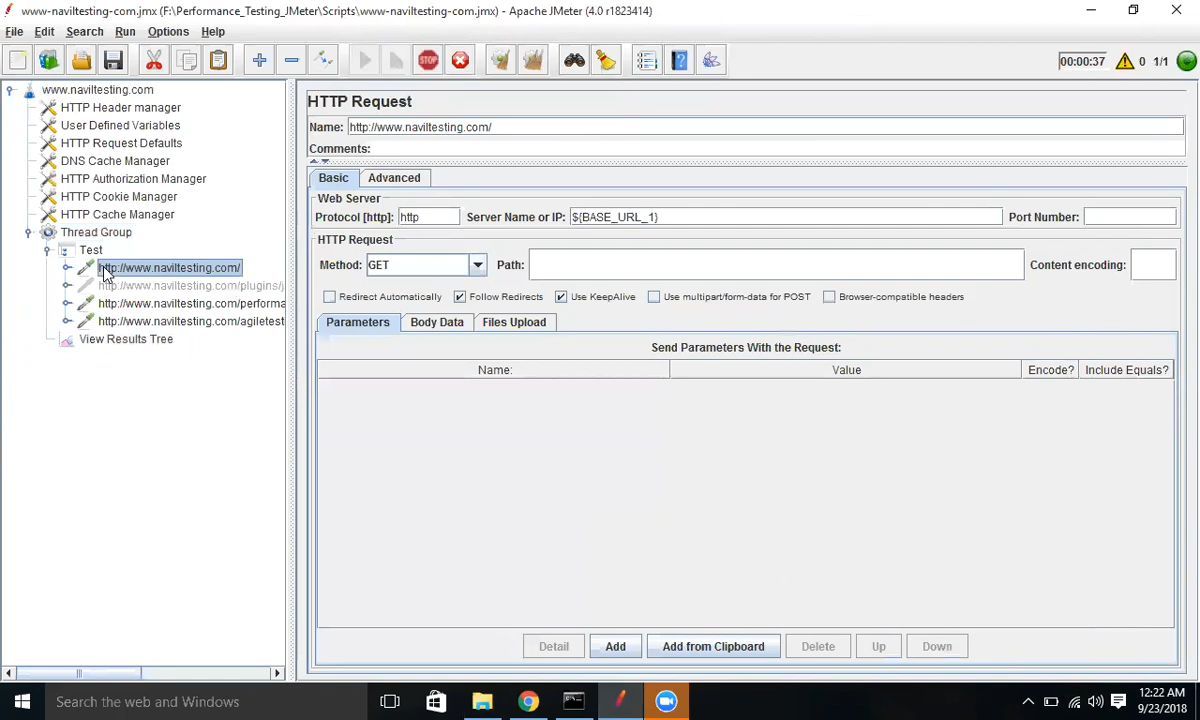 www-naviltesting-com.jmx (F:\Performance_Testing_JMeter\Scripts\www-naviltesting-com.jmx) - Apache JMeter (4.0 r1823414)
File Edit Search Run Options Help
STOP 00:00:37 0 1/1
www.naviltesting.com
HTTP Header manager
User Defined Variables
HTTP Request Defaults
DNS Cache Manager
HTTP Authorization Manager
HTTP Cookie Manager
HTTP Cache Manager
Thread Group
Test
http://www.naviltesting.com/
http://www.naviltesting.com/plugins/j
http://www.naviltesting.com/performa
http://www.naviltesting.com/agiletest
View Results Tree
HTTP Request
Name: http://www.naviltesting.com/
Comments:
Basic Advanced
Web Server
Protocol [http]: http Server Name or IP: ${BASE_URL_1} Port Number:
HTTP Request
Method: GET Path: Content encoding:
Redirect Automatically Follow Redirects Use KeepAlive Use multipart/form-data for POST Browser-compatible headers
Parameters Body Data Files Upload
Send Parameters With the Request:
Name: Value Encode? Include Equals?
Detail Add Add from Clipboard Delete Up Down
Search the web and Windows
12:22 AM
9/23/2018